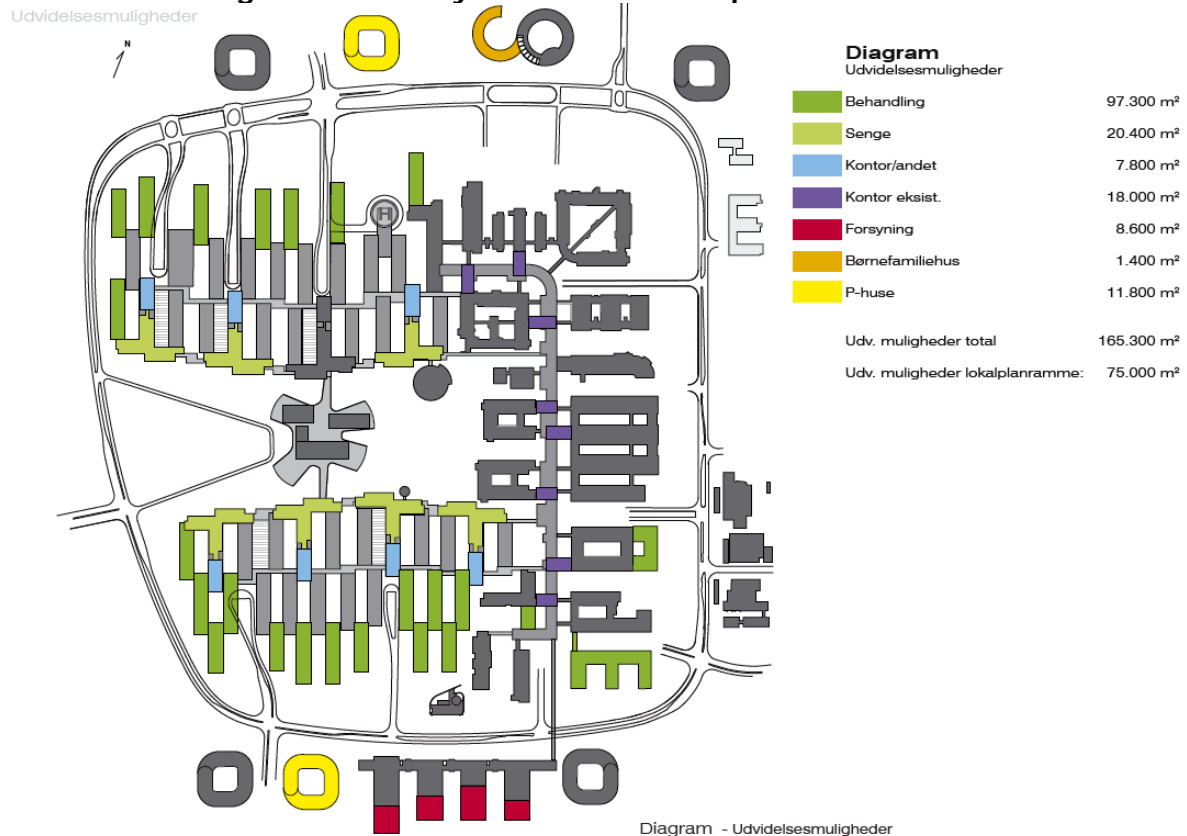 Udvidelsesmuligheder
N
H
Diagram
Udvidelsesmuligheder
Behandling 97.300 m²
Senge 20.400 m²
Kontor/andet 7.800 m²
Kontor eksist. 18.000 m²
Forsyning 8.600 m²
Børnefamiliehus 1.400 m²
P-huse 11.800 m²
Udv. muligheder total 165.300 m²
Udv. muligheder lokalplanramme: 75.000 m²
Diagram - Udvidelsesmuligheder